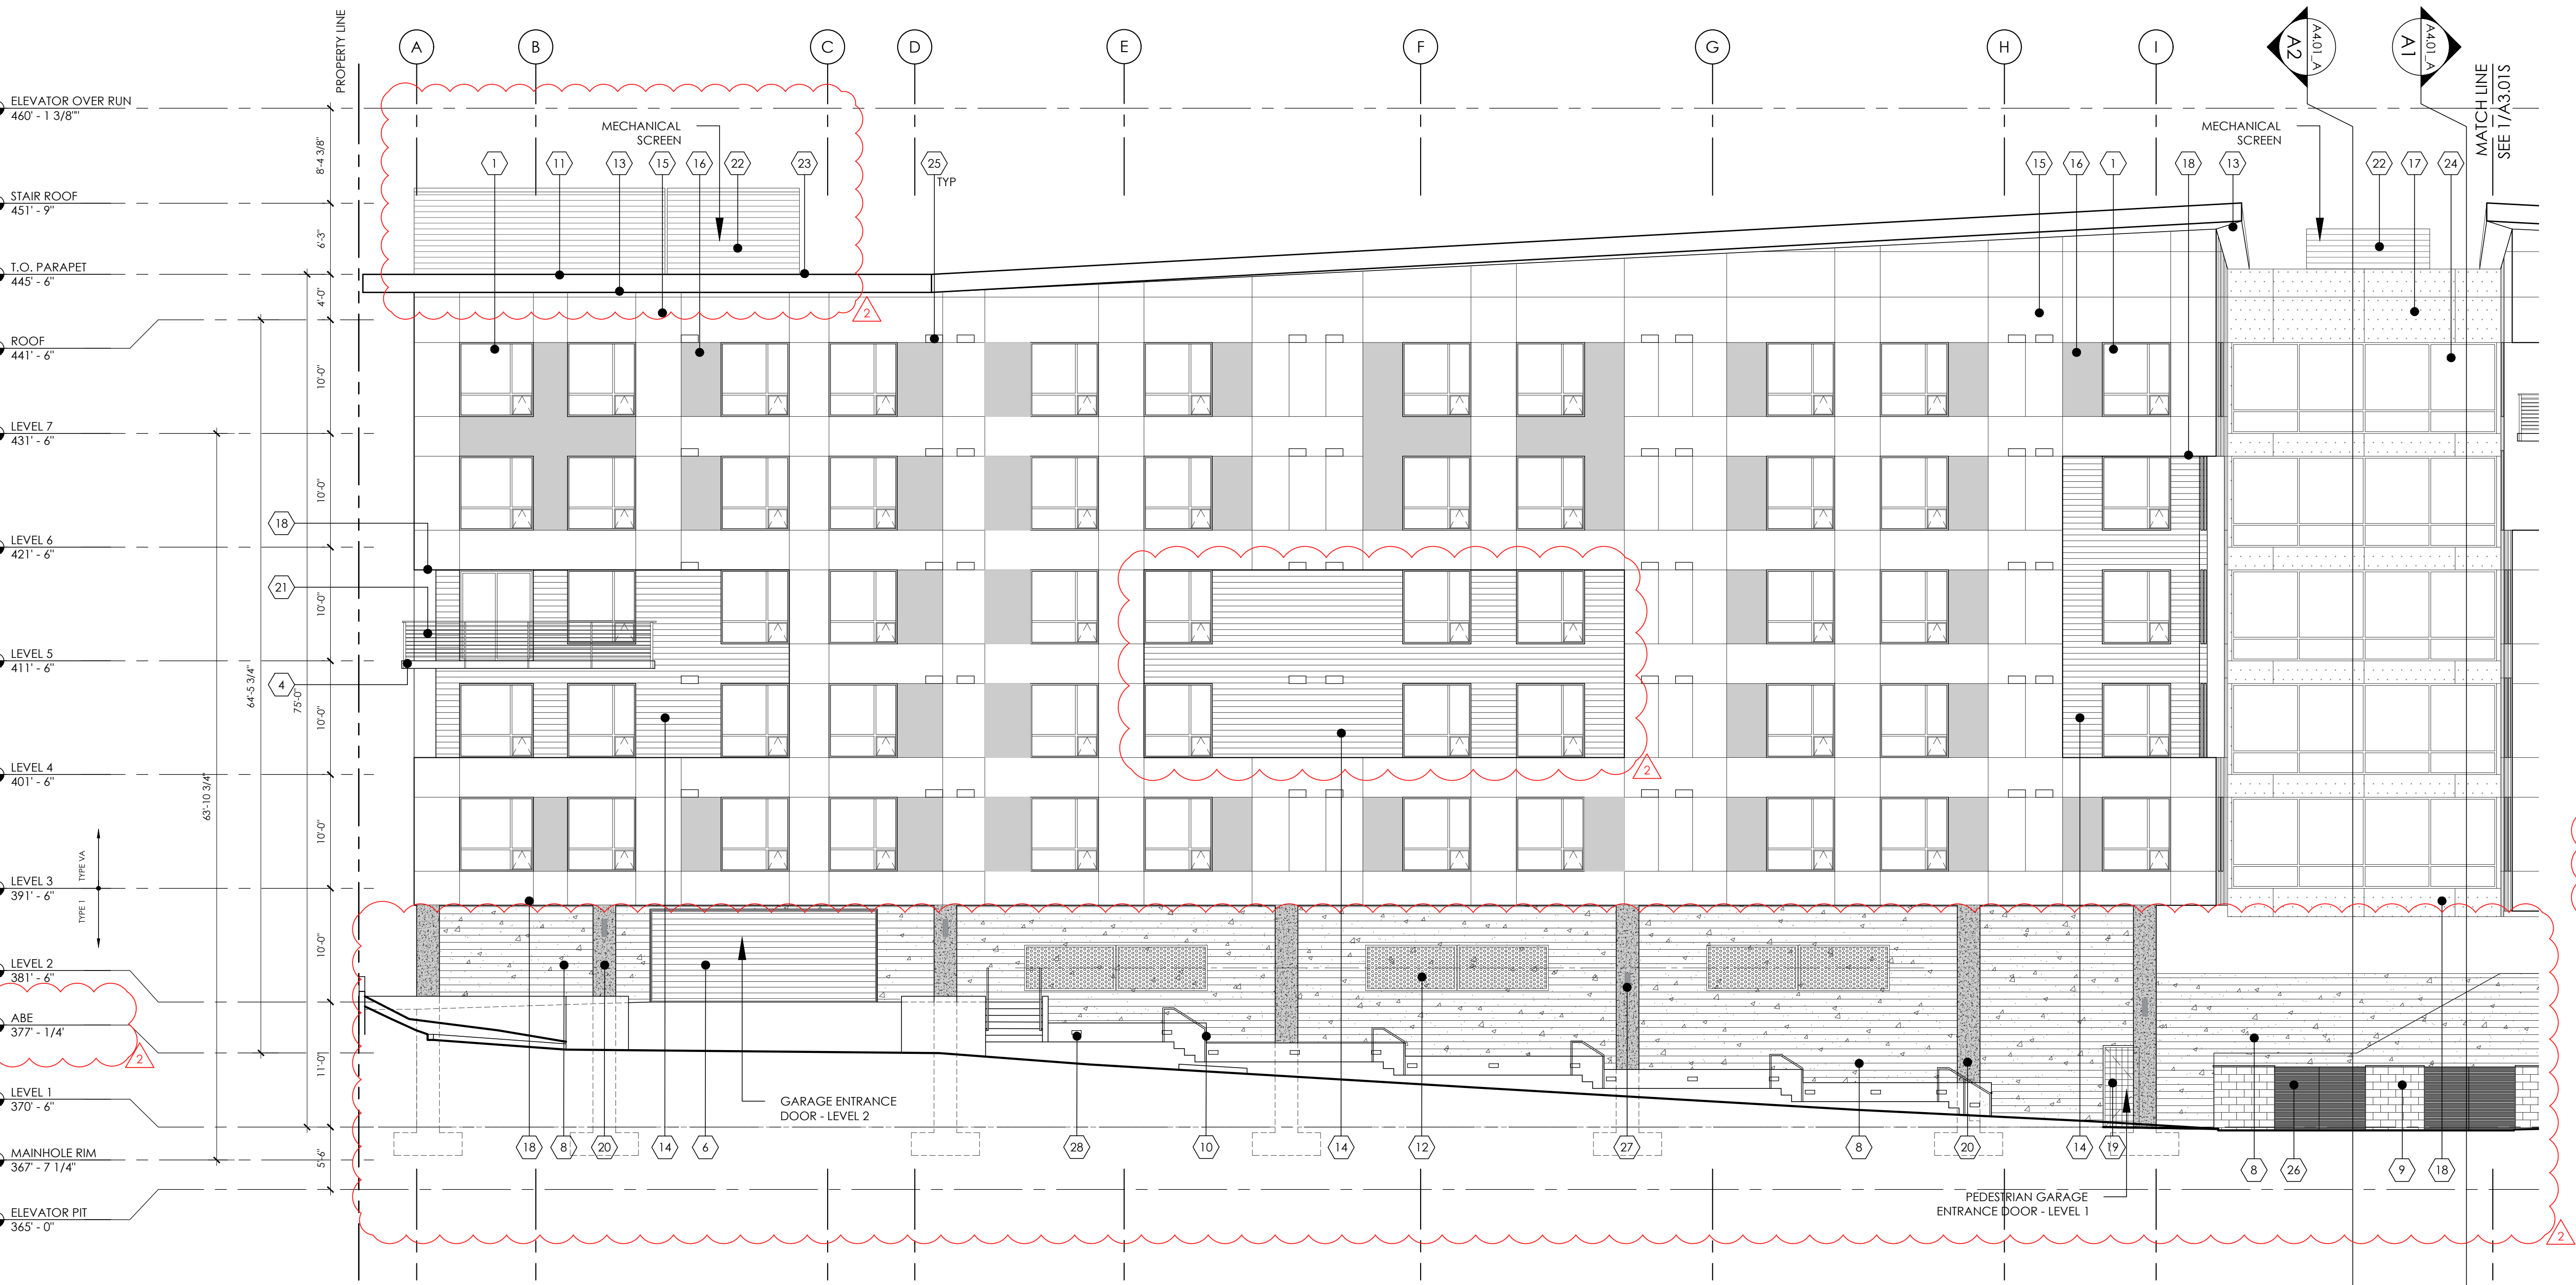 PROPERTY LINE
A
B
C
D
E
F
G
H
I
A2
A4.01_A
A1
A4.01_A
MATCH LINE
SEE 1/A3.01S
ELEVATOR OVER RUN
460' - 1 3/8""
STAIR ROOF
451' - 9"
T.O. PARAPET
445' - 6"
ROOF
441' - 6"
LEVEL 7
431' - 6"
LEVEL 6
421' - 6"
LEVEL 5
411' - 6"
LEVEL 4
401' - 6"
LEVEL 3
391' - 6"
LEVEL 2
381' - 6"
ABE
377' - 1/4'
2
LEVEL 1
370' - 6"
MAINHOLE RIM
367' - 7 1/4"
ELEVATOR PIT
365' - 0"
TYPE VA
TYPE 1
63'-10 3/4"
64'-5 3/4"
75'-0"
8'-4 3/8"
6'-3"
4'-0"
10'-0"
10'-0"
10'-0"
10'-0"
10'-0"
10'-0"
11'-0"
5'-6"
MECHANICAL
SCREEN
1
11
13
15
16
22
23
25
TYP
2
MECHANICAL
SCREEN
15
16
1
18
13
22
17
24
18
21
4
2
GARAGE ENTRANCE
DOOR - LEVEL 2
18
8
20
14
6
28
10
14
12
27
8
20
14
19
8
26
9
18
PEDESTRIAN GARAGE
ENTRANCE DOOR - LEVEL 1
2